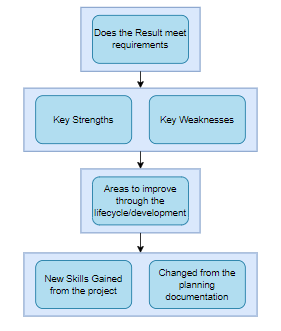 Does the Result meet
requirements
Key Strengths
Key Weaknesses
Areas to improve
through the
lifecycle/development
New Skills Gained
from the project
Changed from the
planning
documentation